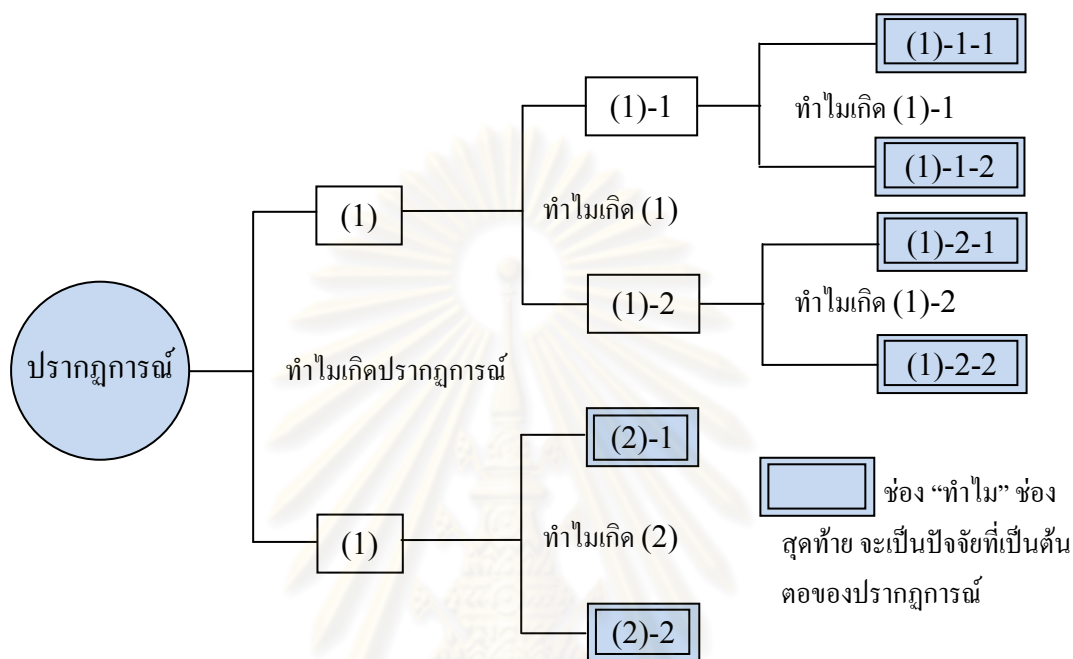 (1)-1-1
(1)-1
ทำไมเกิด (1)-1
(1)-1-2
(1)
ทำไมเกิด (1)
(1)-2-1
(1)-2
ทำไมเกิด (1)-2
ปรากฏการณ์
ทำไมเกิดปรากฏการณ์
(1)-2-2
(2)-1
ช่อง “ทำไม” ช่อง
สุดท้าย จะเป็นปัจจัยที่เป็นต้น
ตอของปรากฏการณ์
(1)
ทำไมเกิด (2)
(2)-2